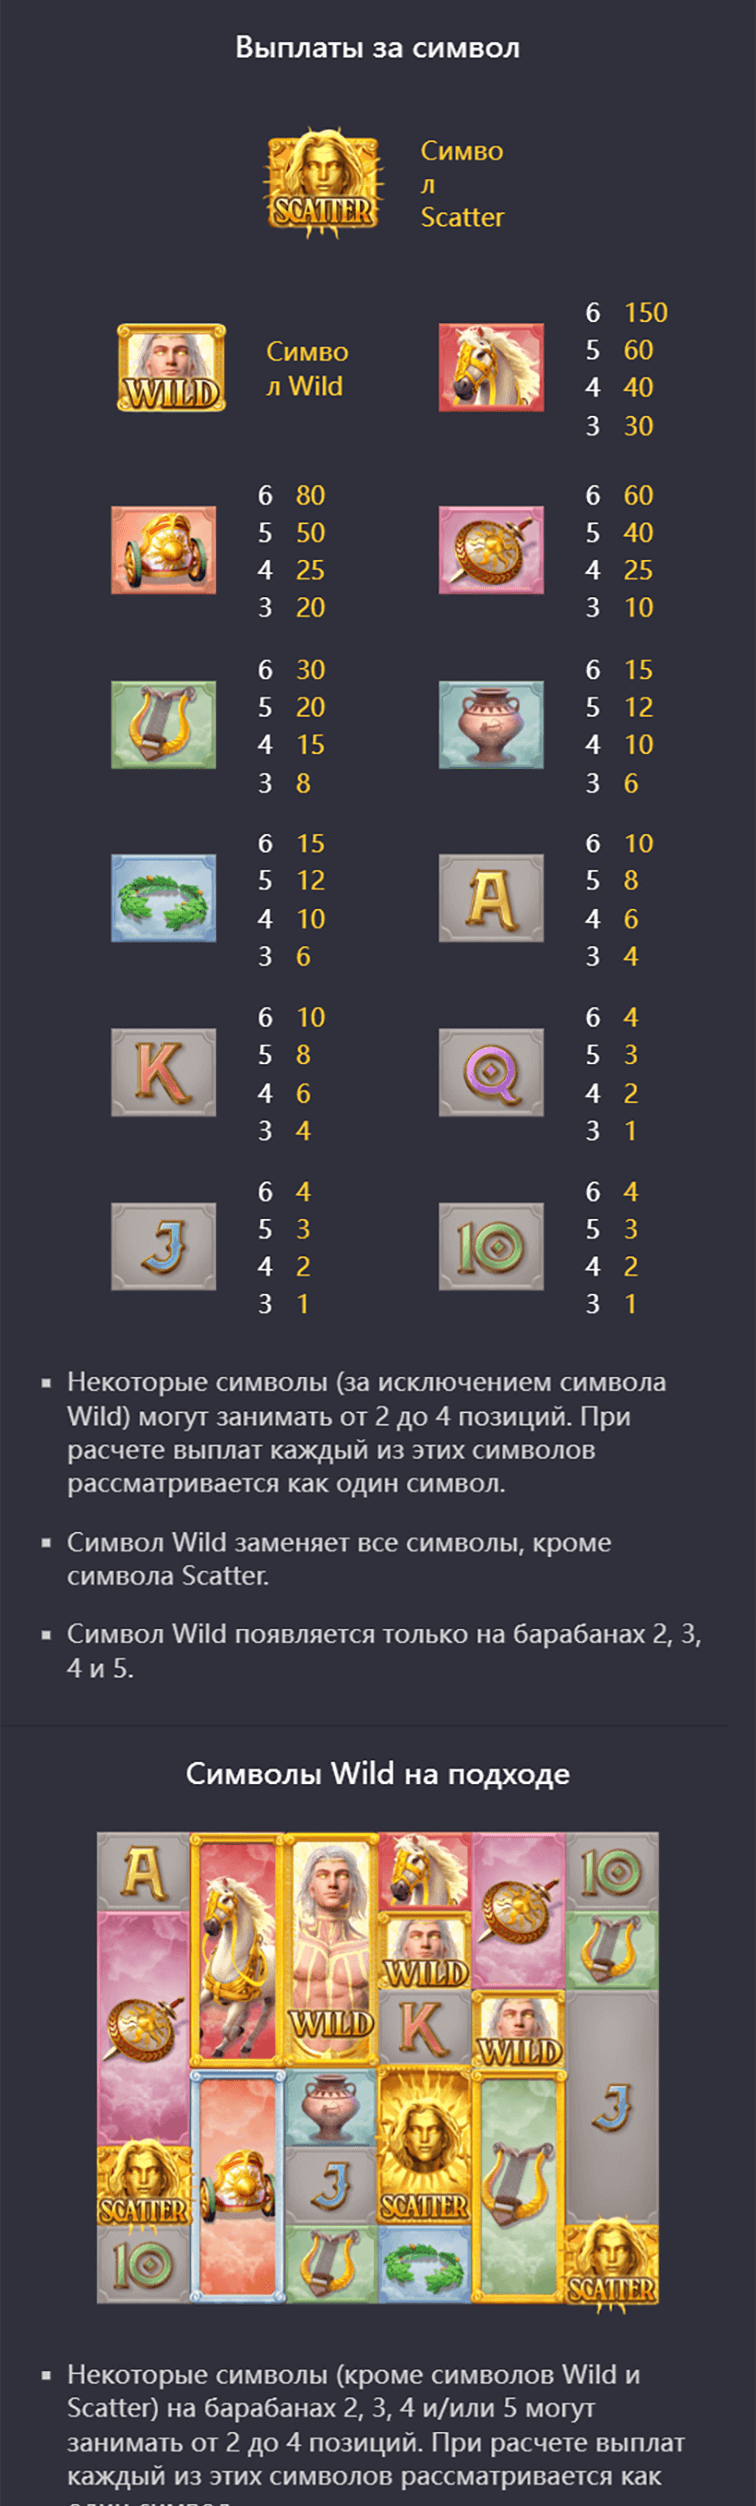 Выплаты за символ
SCATTER
Симво
л
Scatter
WILD
Симво
л Wild
6 150
5 60
4 40
3 30
6 80
5 50
4 25
3 20
6 60
5 40
4 25
3 10
6 30
5 20
4 15
3 8
6 15
5 12
4 10
3 6
6 15
5 12
4 10
3 6
A
6 10
5 8
4 6
3 4
K
6 10
5 8
4 6
3 4
Q
6 4
5 3
4 2
3 1
J
6 4
5 3
4 2
3 1
10
6 4
5 3
4 2
3 1
▪ Некоторые символы (за исключением символа
Wild) могут занимать от 2 до 4 позиций. При
расчете выплат каждый из этих символов
рассматривается как один символ.
▪ Символ Wild заменяет все символы, кроме
символа Scatter.
▪ Символ Wild появляется только на барабанах 2, 3,
4 и 5.
Символы Wild на подходе
A 10
WILD
WILD K WILD
J
SCATTER J SCATTER
10 SCATTER
▪ Некоторые символы (кроме символов Wild и
Scatter) на барабанах 2, 3, 4 и/или 5 могут
занимать от 2 до 4 позиций. При расчете выплат
каждый из этих символов рассматривается как